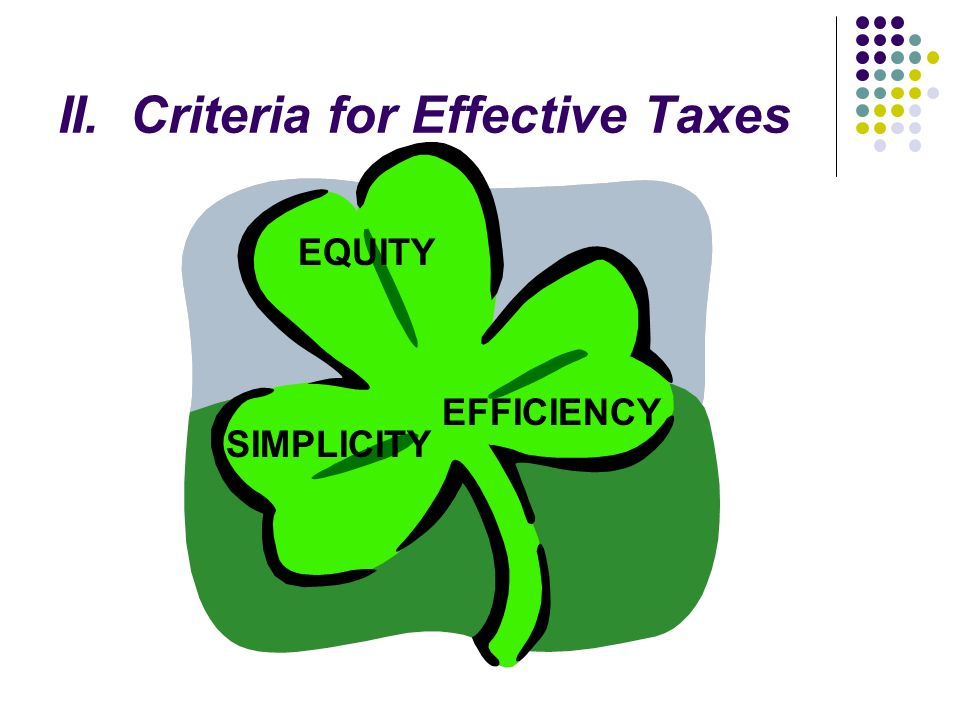 II. Criteria for Effective Taxes
EQUITY
EFFICIENCY
SIMPLICITY